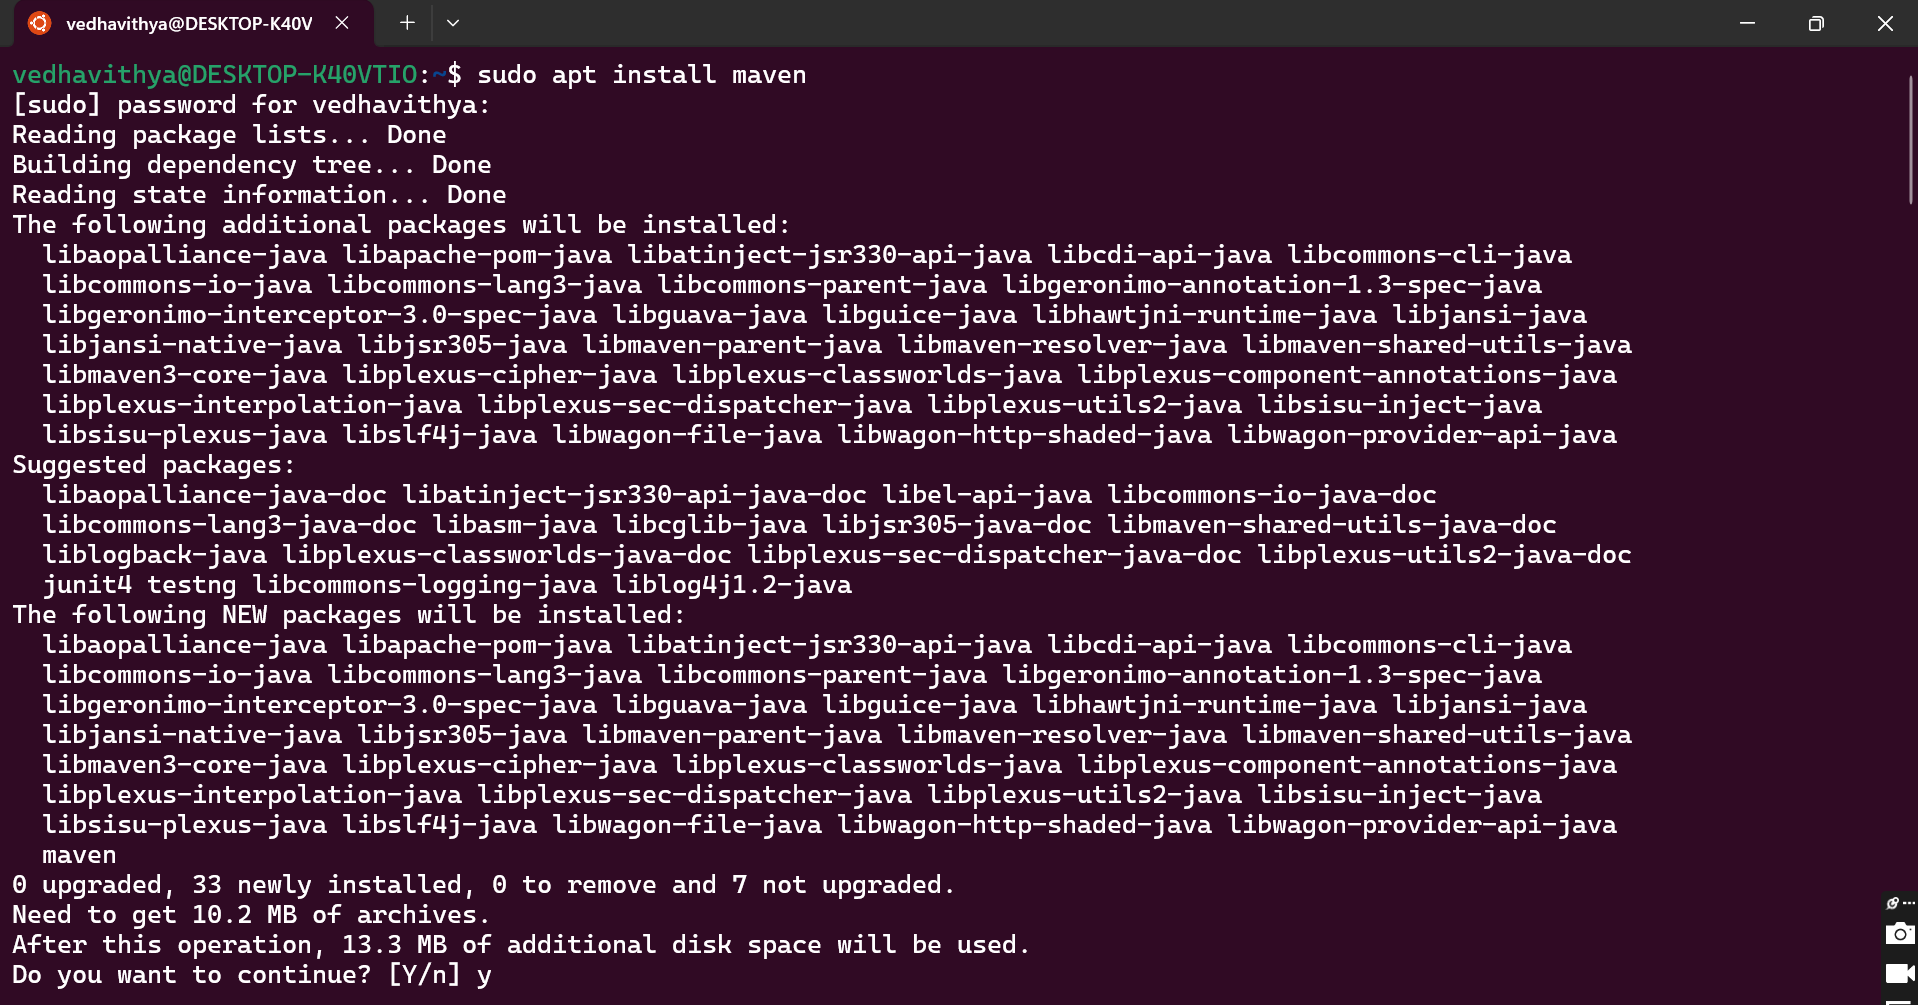 vedhavithya@DESKTOP-K40V
vedhavithya@DESKTOP-K40VTIO:~$ sudo apt install maven
[sudo] password for vedhavithya:
Reading package lists... Done
Building dependency tree... Done
Reading state information... Done
The following additional packages will be installed:
  libaopalliance-java libapache-pom-java libatinject-jsr330-api-java libcdi-api-java libcommons-cli-java
  libcommons-io-java libcommons-lang3-java libcommons-parent-java libgeronimo-annotation-1.3-spec-java
  libgeronimo-interceptor-3.0-spec-java libguava-java libguice-java libhawtjni-runtime-java libjansi-java
  libjansi-native-java libjsr305-java libmaven-parent-java libmaven-resolver-java libmaven-shared-utils-java
  libmaven3-core-java libplexus-cipher-java libplexus-classworlds-java libplexus-component-annotations-java
  libplexus-interpolation-java libplexus-sec-dispatcher-java libplexus-utils2-java libsisu-inject-java
  libsisu-plexus-java libslf4j-java libwagon-file-java libwagon-http-shaded-java libwagon-provider-api-java
Suggested packages:
  libaopalliance-java-doc libatinject-jsr330-api-java-doc libel-api-java libcommons-io-java-doc
  libcommons-lang3-java-doc libasm-java libcglib-java libjsr305-java-doc libmaven-shared-utils-java-doc
  liblogback-java libplexus-classworlds-java-doc libplexus-sec-dispatcher-java-doc libplexus-utils2-java-doc
  junit4 testng libcommons-logging-java liblog4j1.2-java
The following NEW packages will be installed:
  libaopalliance-java libapache-pom-java libatinject-jsr330-api-java libcdi-api-java libcommons-cli-java
  libcommons-io-java libcommons-lang3-java libcommons-parent-java libgeronimo-annotation-1.3-spec-java
  libgeronimo-interceptor-3.0-spec-java libguava-java libguice-java libhawtjni-runtime-java libjansi-java
  libjansi-native-java libjsr305-java libmaven-parent-java libmaven-resolver-java libmaven-shared-utils-java
  libmaven3-core-java libplexus-cipher-java libplexus-classworlds-java libplexus-component-annotations-java
  libplexus-interpolation-java libplexus-sec-dispatcher-java libplexus-utils2-java libsisu-inject-java
  libsisu-plexus-java libslf4j-java libwagon-file-java libwagon-http-shaded-java libwagon-provider-api-java
  maven
0 upgraded, 33 newly installed, 0 to remove and 7 not upgraded.
Need to get 10.2 MB of archives.
After this operation, 13.3 MB of additional disk space will be used.
Do you want to continue? [Y/n] y